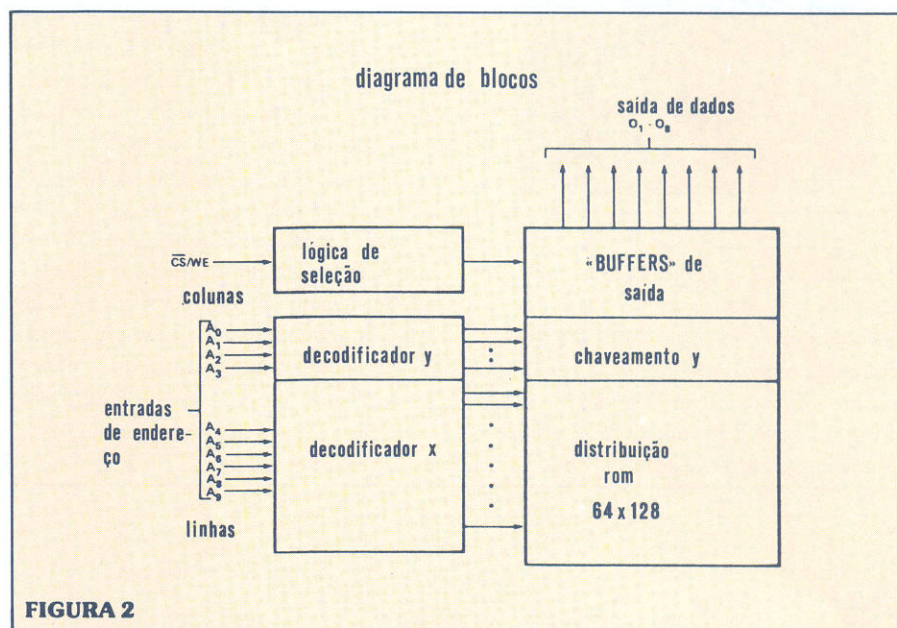 diagrama de blocos
saída de dados
O₁ - O₈
C̅S̅/WE
lógica de
seleção
«BUFFERS» de
saída
colunas
A₀
A₁
A₂
A₃
decodificador y
chaveamento y
entradas
de endere-
ço
A₄
A₅
A₆
A₇
A₈
A₉
decodificador x
distribuição
rom
64 x 128
linhas
FIGURA 2